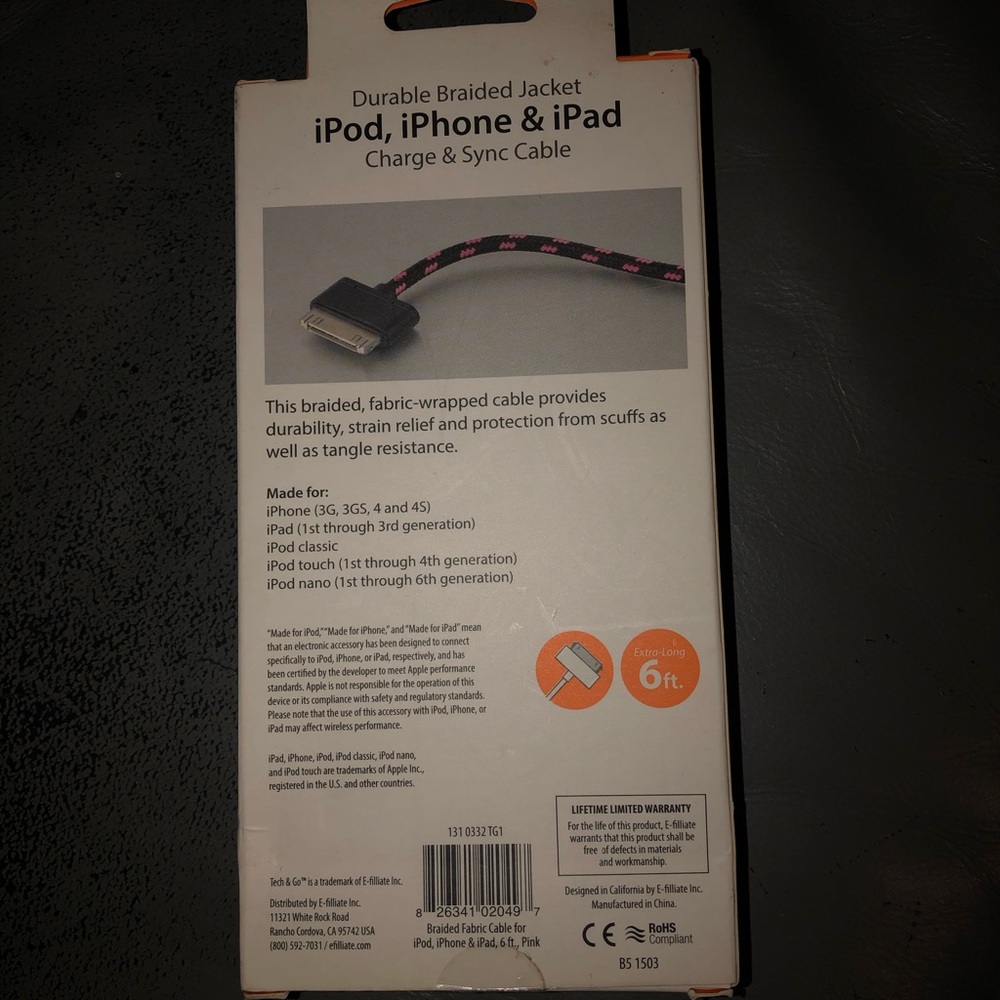 Durable Braided Jacket
iPod, iPhone & iPad
Charge & Sync Cable
This braided, fabric-wrapped cable provides
durability, strain relief and protection from scuffs as
well as tangle resistance.
Made for:
iPhone (3G, 3GS, 4 and 4S)
iPad (1st through 3rd generation)
iPod classic
iPod touch (1st through 4th generation)
iPod nano (1st through 6th generation)
"Made for iPod," "Made for iPhone," and "Made for iPad" mean
that an electronic accessory has been designed to connect
specifically to iPod, iPhone, or iPad, respectively, and has
been certified by the developer to meet Apple performance
standards. Apple is not responsible for the operation of this
device or its compliance with safety and regulatory standards.
Please note that the use of this accessory with iPod, iPhone, or
iPad may affect wireless performance.
Extra-Long
6ft.
iPad, iPhone, iPod, iPod classic, iPod nano,
and iPod touch are trademarks of Apple Inc.,
registered in the U.S. and other countries.
Tech & Go™ is a trademark of E-filliate Inc.
Distributed by E-filliate Inc.
11321 White Rock Road
Rancho Cordova, CA 95742 USA
(800) 592-7031 / efilliate.com
131 0332 TG1
8 26341 02049 7
Braided Fabric Cable for
iPod, iPhone & iPad, 6 ft., Pink
LIFETIME LIMITED WARRANTY
For the life of this product, E-filliate
warrants that this product shall be
free of defects in materials
and workmanship.
Designed in California by E-filliate Inc.
Manufactured in China.
CE RoHS
Compliant
B5 1503